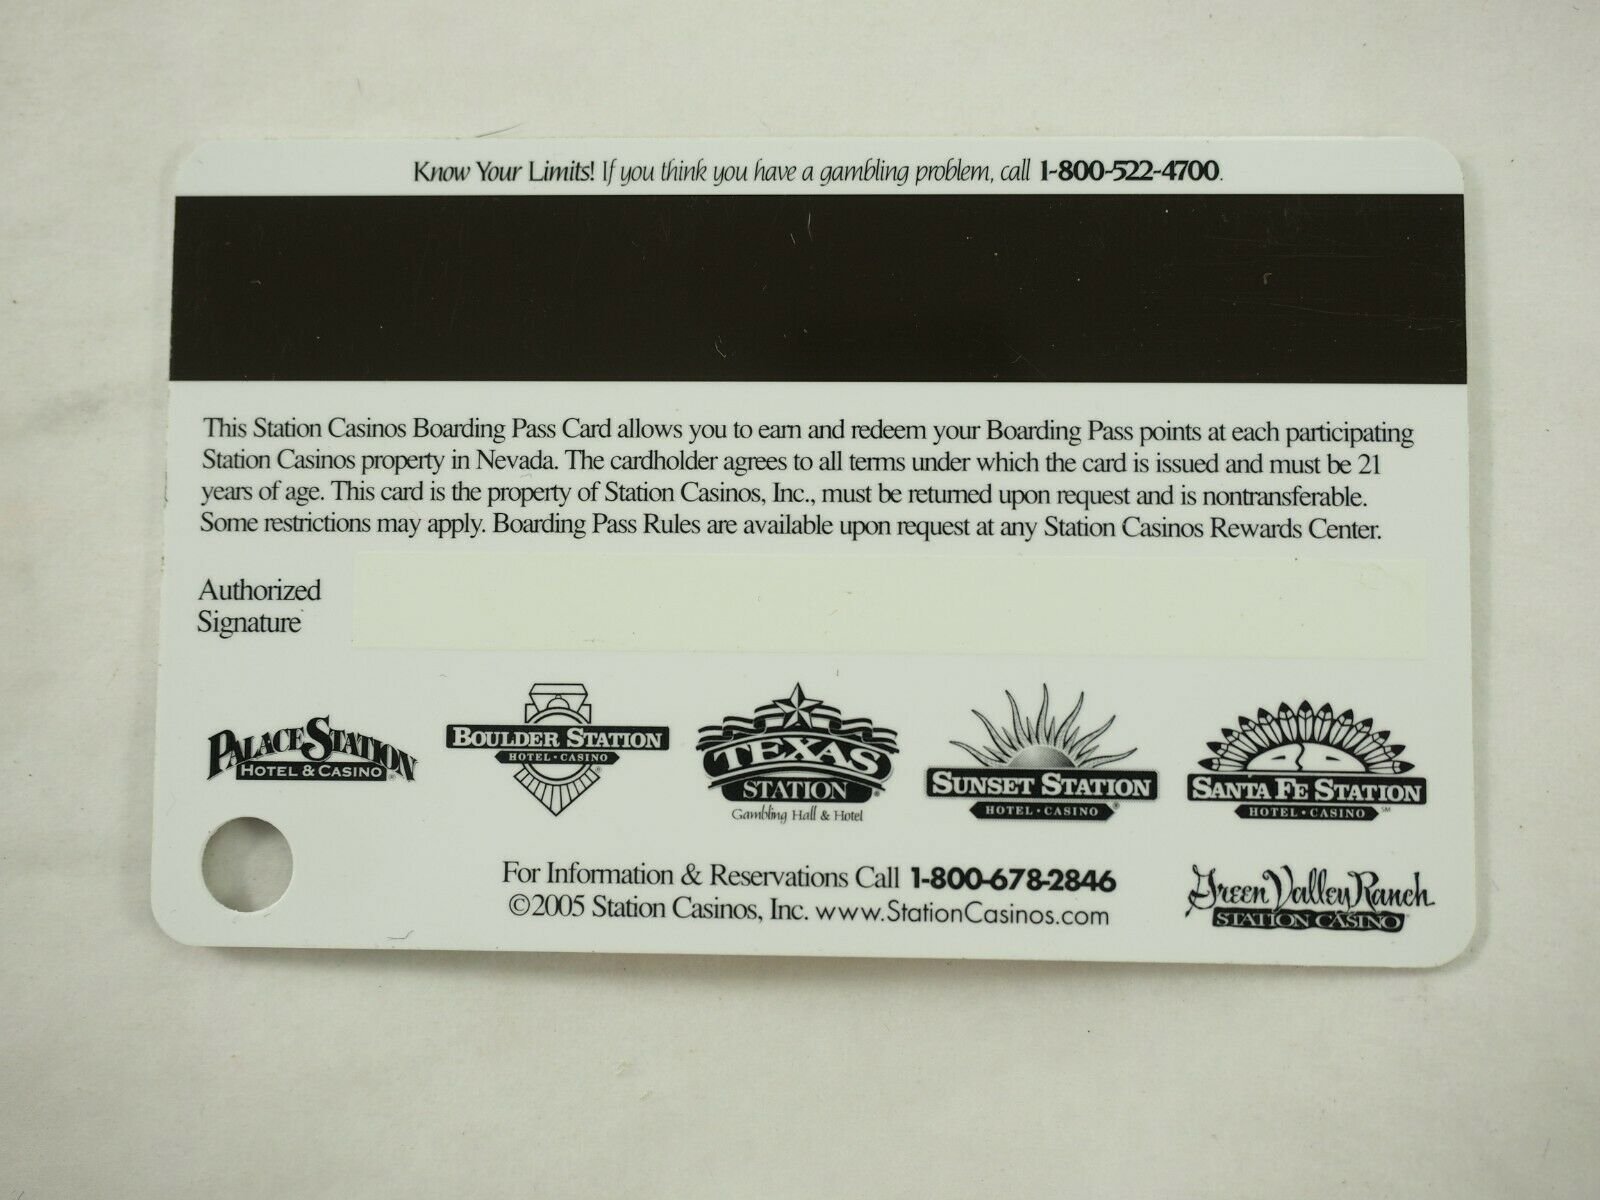 Know Your Limits! If you think you have a gambling problem, call 1-800-522-4700.
This Station Casinos Boarding Pass Card allows you to earn and redeem your Boarding Pass points at each participating
Station Casinos property in Nevada. The cardholder agrees to all terms under which the card is issued and must be 21
years of age. This card is the property of Station Casinos, Inc., must be returned upon request and is nontransferable.
Some restrictions may apply. Boarding Pass Rules are available upon request at any Station Casinos Rewards Center.
Authorized
Signature
PALACE STATION
HOTEL & CASINO ®
BOULDER STATION
HOTEL · CASINO
TEXAS
STATION ®
Gambling Hall & Hotel
SUNSET STATION
HOTEL · CASINO ®
SANTA FE STATION
HOTEL · CASINO SM
For Information & Reservations Call 1-800-678-2846
©2005 Station Casinos, Inc. www.StationCasinos.com
Green Valley Ranch
STATION CASINO™